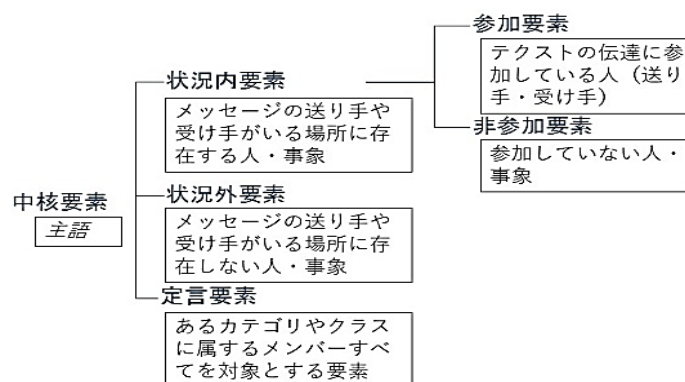 中核要素
主語
状況内要素
メッセージの送り手や
受け手がいる場所に存
在する人・事象
参加要素
テクストの伝達に参
加している人（送り
手・受け手）
非参加要素
参加していない人・
事象
状況外要素
メッセージの送り手や
受け手がいる場所に存
在しない人・事象
定言要素
あるカテゴリやクラス
に属するメンバーすべ
てを対象とする要素